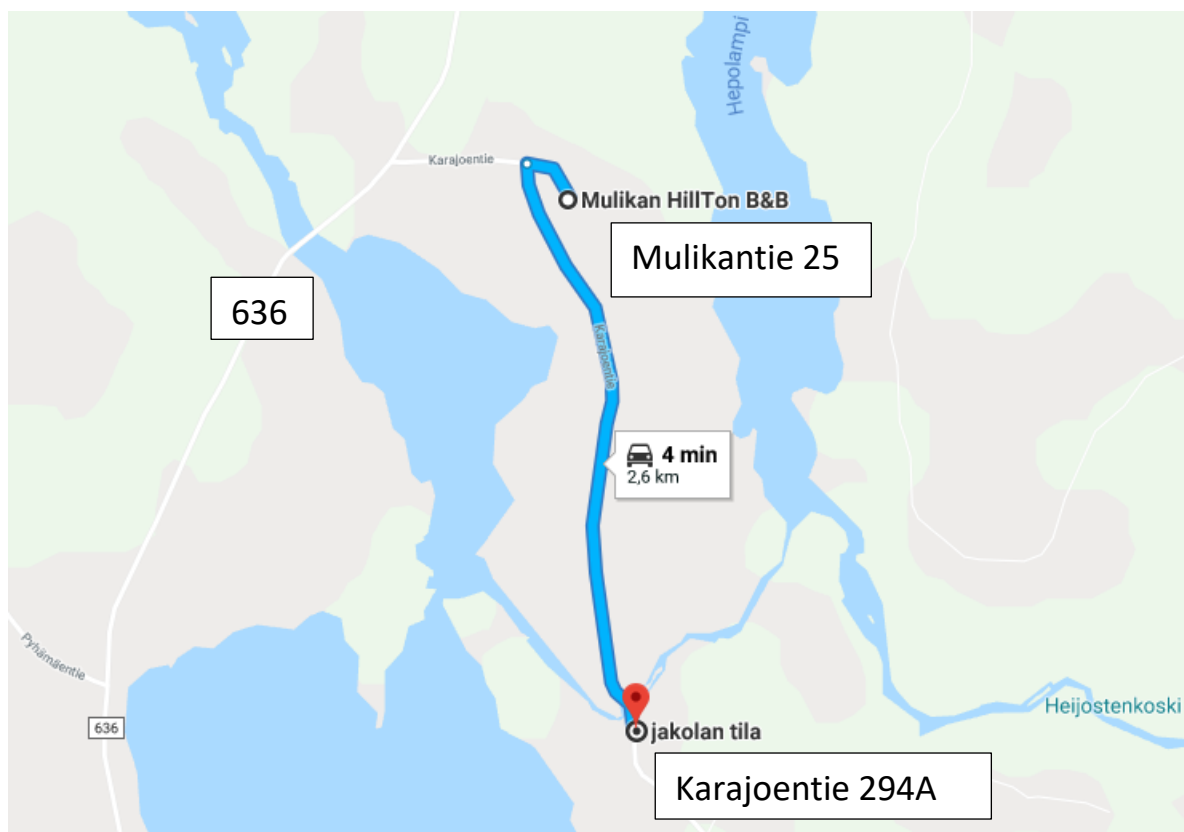 Hepolampi
Karajoentie
Mulikan HillTon B&B
Mulikantie 25
636
Karajoentie
4 min
2,6 km
Pyhämäentie
636
Heijostenkoski
jakolan tila
Karajoentie 294A